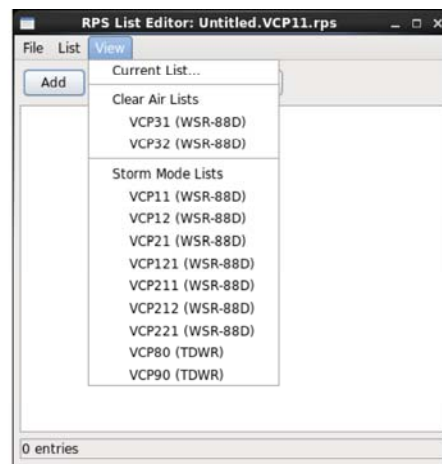 RPS List Editor: Untitled.VCP11.rps
File List View
Add
Current List...
Clear Air Lists
VCP31 (WSR-88D)
VCP32 (WSR-88D)
Storm Mode Lists
VCP11 (WSR-88D)
VCP12 (WSR-88D)
VCP21 (WSR-88D)
VCP121 (WSR-88D)
VCP211 (WSR-88D)
VCP212 (WSR-88D)
VCP221 (WSR-88D)
VCP80 (TDWR)
VCP90 (TDWR)
0 entries